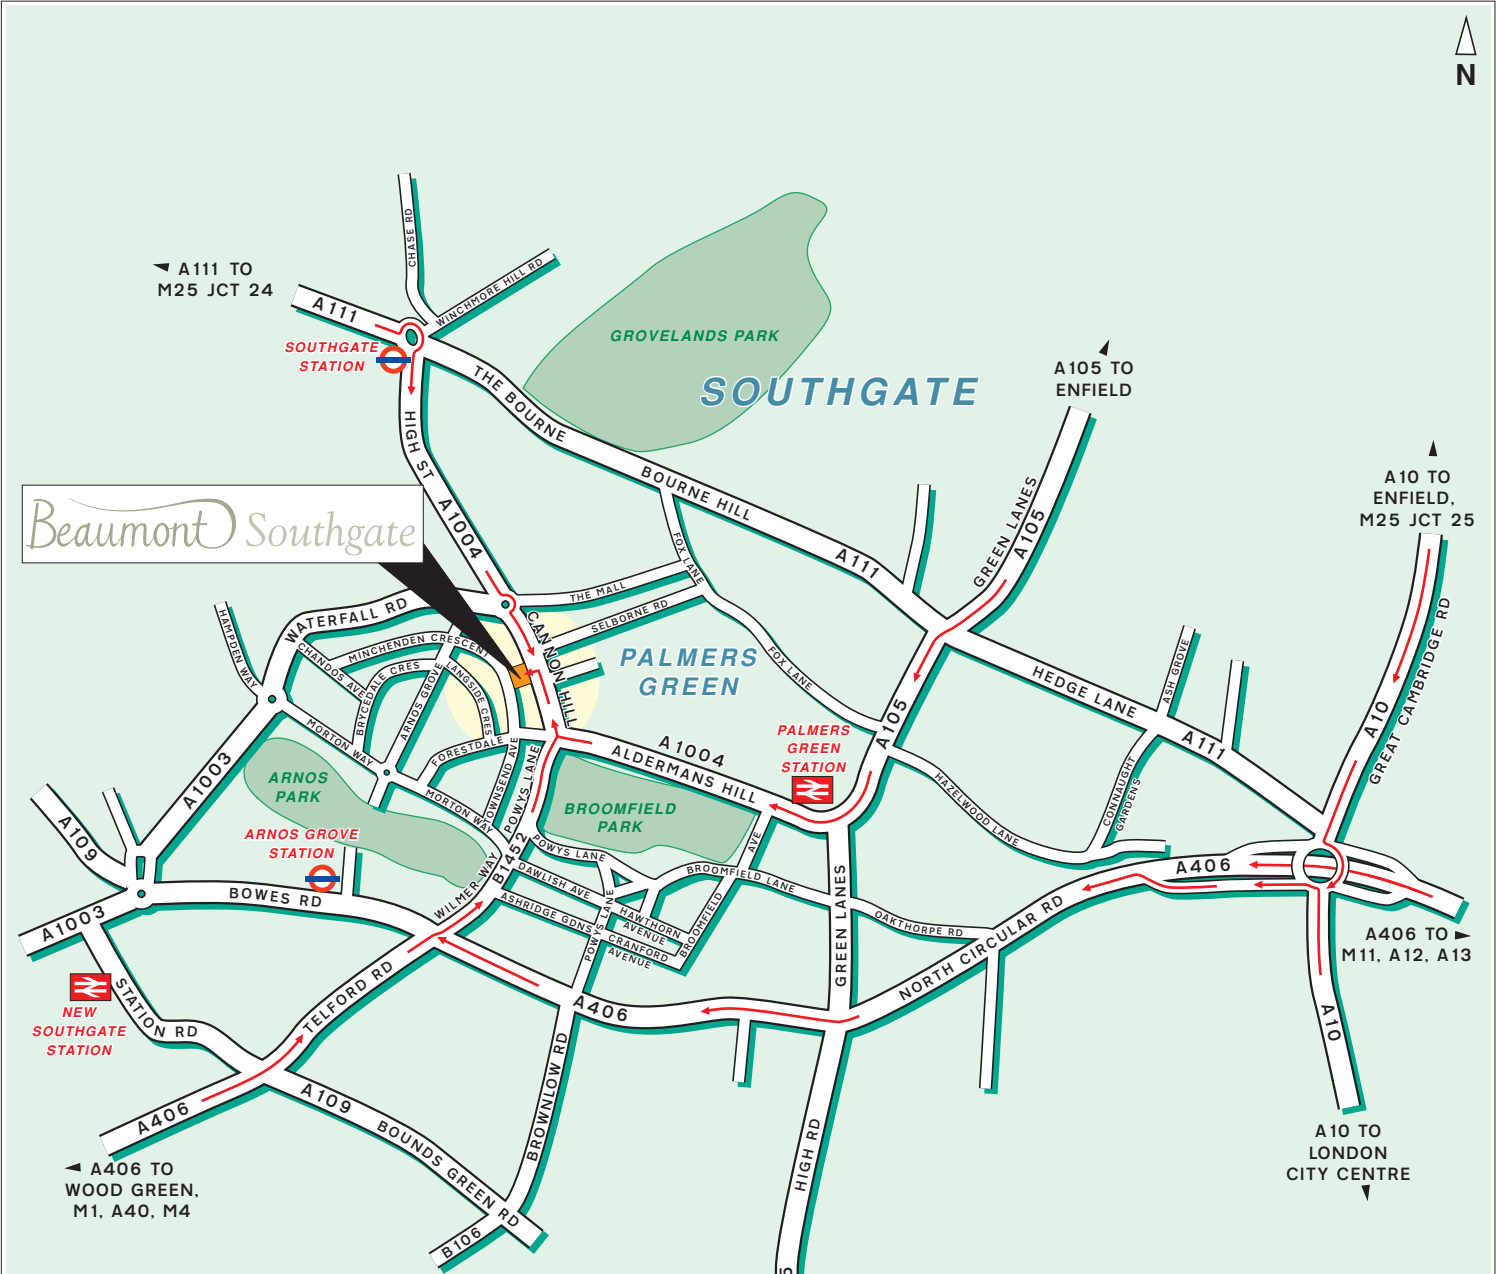 N
CHASE RD
WINCHMORE HILL RD
A111 TO
M25 JCT 24
A111
SOUTHGATE
STATION
GROVELANDS PARK
SOUTHGATE
THE BOURNE
HIGH ST
A105 TO
ENFIELD
A10 TO
ENFIELD,
M25 JCT 25
BOURNE HILL
A111
GREEN LANES
A105
Beaumont Southgate
A1004
FOX LANE
THE MALL
SELBORNE RD
WATERFALL RD
HAMPDEN WAY
CANNON HILL
MINCHENDEN CRESCENT
CHANDOS AVE
BRYCEDALE CRES
ARNOS GROVE
LANGSIDE CRES
PALMERS
GREEN
FOX LANE
HEDGE LANE
ASH GROVE
A111
A10
GREAT CAMBRIDGE RD
MORTON WAY
FORESTDALE
TOWNSEND AVE
POWYS LANE
A1004
ALDERMANS HILL
PALMERS
GREEN
STATION
A105
A1003
ARNOS
PARK
MORTON WAY
BROOMFIELD
PARK
HAZELWOOD LANE
CONNAUGHT
GARDENS
A109
ARNOS GROVE
STATION
B1452
POWYS LANE
AVE
BROOMFIELD
BROOMFIELD LANE
A406
BOWES RD
WILMER WAY
DAWLISH AVE
ASHRIDGE GDNS
POWYS LANE
HAWTHORN
AVENUE
CRANFORD
AVENUE
GREEN LANES
OAKTHORPE RD
NORTH CIRCULAR RD
A1003
A406 TO
M11, A12, A13
STATION RD
NEW
SOUTHGATE
STATION
TELFORD RD
A406
A10
A406
A109
BOUNDS GREEN RD
BROWNLOW RD
HIGH RD
A10 TO
LONDON
CITY CENTRE
A406 TO
WOOD GREEN,
M1, A40, M4
B106